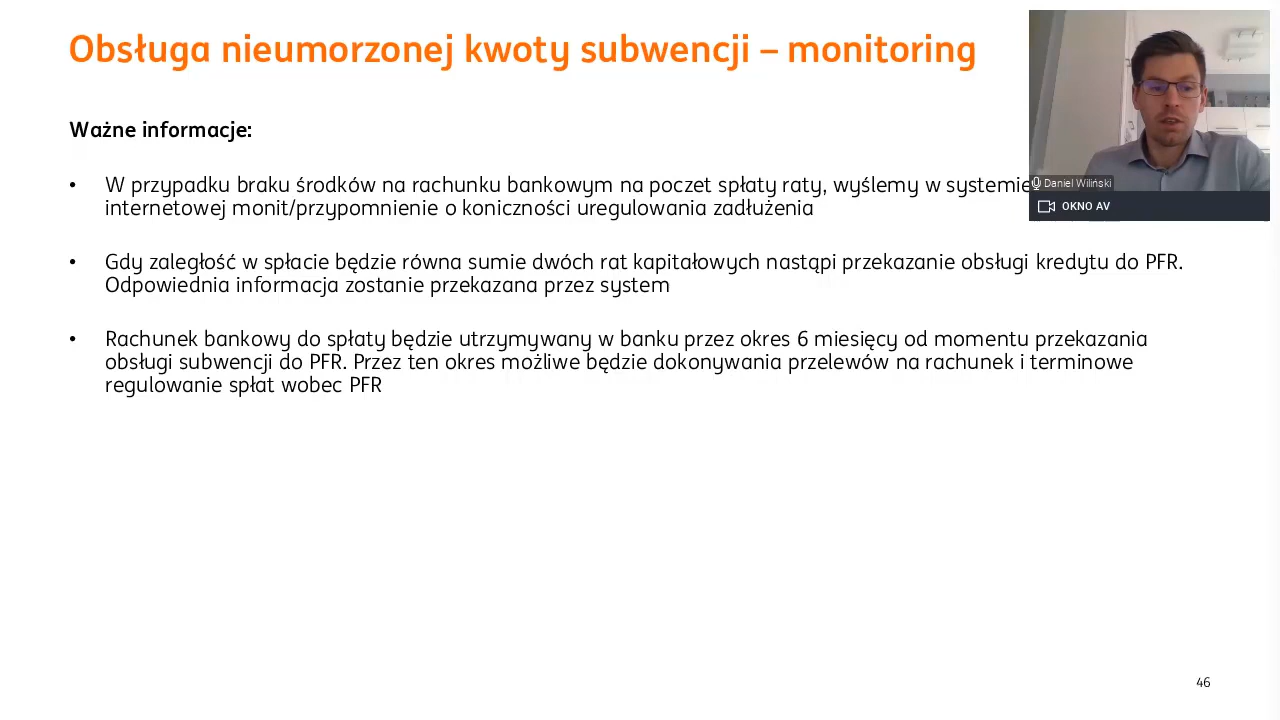 Obsługa nieumorzonej kwoty subwencji – monitoring
Ważne informacje:
• W przypadku braku środków na rachunku bankowym na poczet spłaty raty, wyślemy w systemie
internetowej monit/przypomnienie o koniczności uregulowania zadłużenia
• Gdy zaległość w spłacie będzie równa sumie dwóch rat kapitałowych nastąpi przekazanie obsługi kredytu do PFR.
Odpowiednia informacja zostanie przekazana przez system
• Rachunek bankowy do spłaty będzie utrzymywany w banku przez okres 6 miesięcy od momentu przekazania
obsługi subwencji do PFR. Przez ten okres możliwe będzie dokonywania przelewów na rachunek i terminowe
regulowanie spłat wobec PFR
Daniel Wiliński
OKNO AV
46